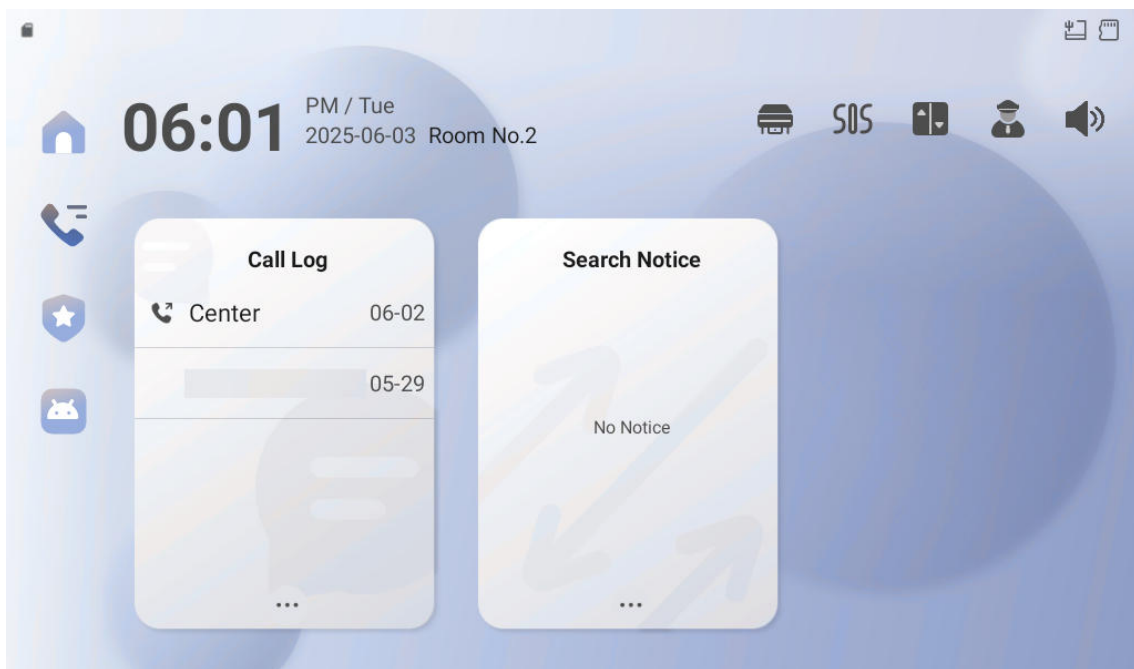 06:01
PM / Tue
2025-06-03 Room No.2
SOS
Call Log
Center 06-02
05-29
Search Notice
No Notice